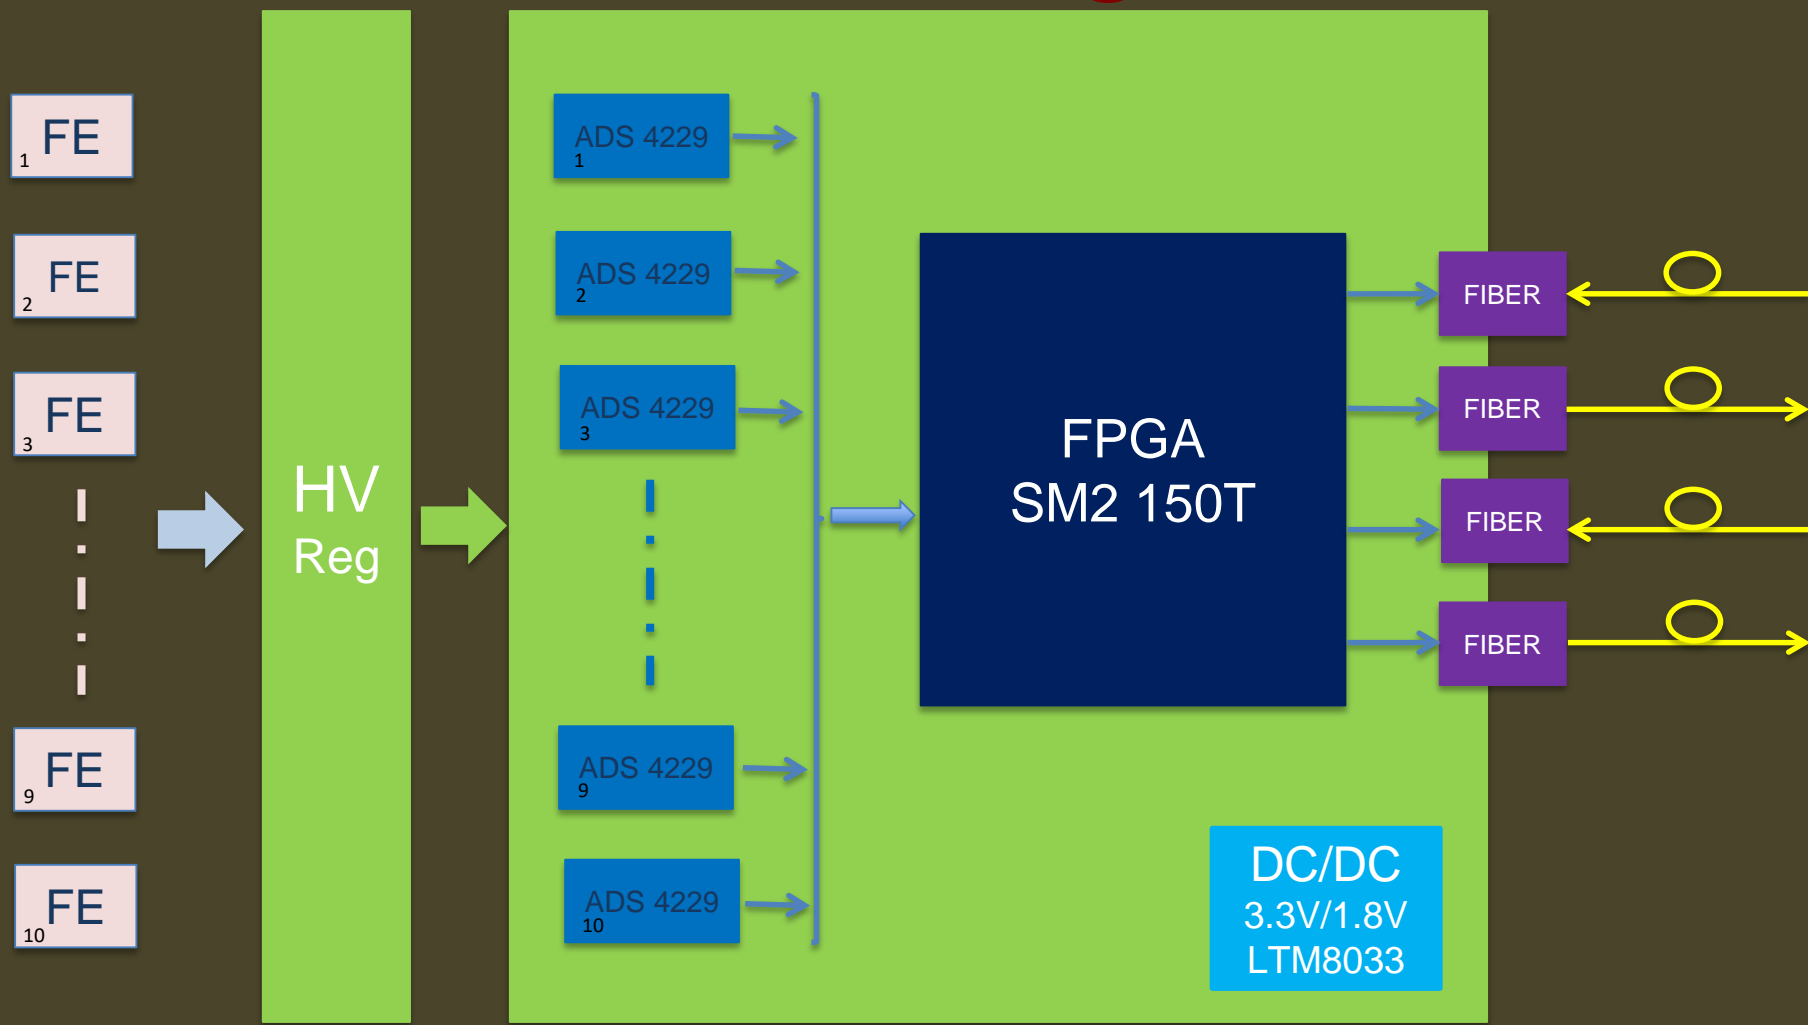 FE
1
FE
2
FE
3
FE
9
FE
10
HV
Reg
ADS 4229
1
ADS 4229
2
ADS 4229
3
ADS 4229
9
ADS 4229
10
FPGA
SM2 150T
FIBER
FIBER
FIBER
FIBER
DC/DC
3.3V/1.8V
LTM8033